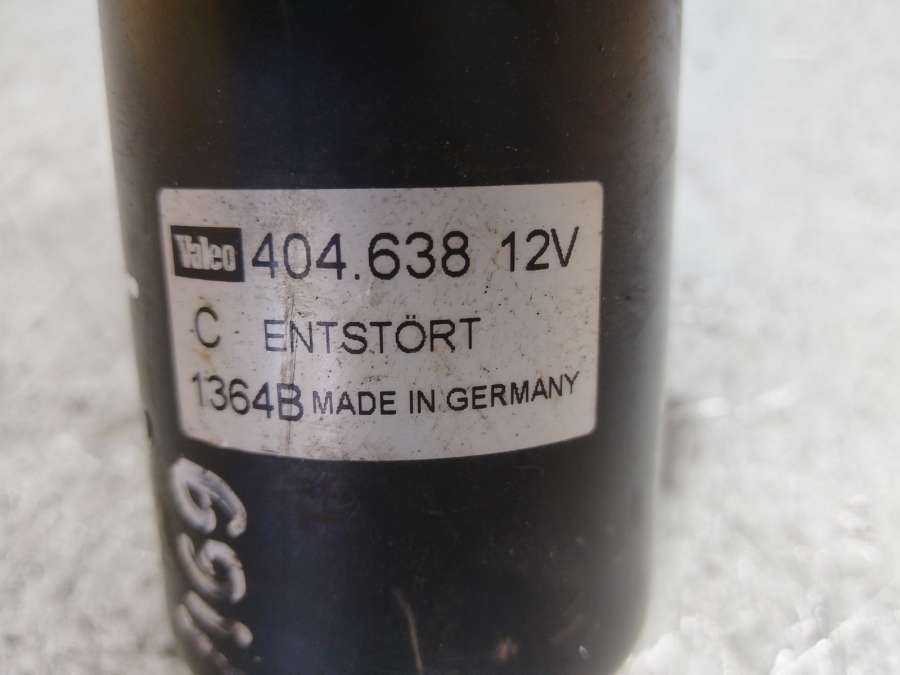 Valeo 404.638 12V
C ENTSTÖRT
1364B MADE IN GERMANY